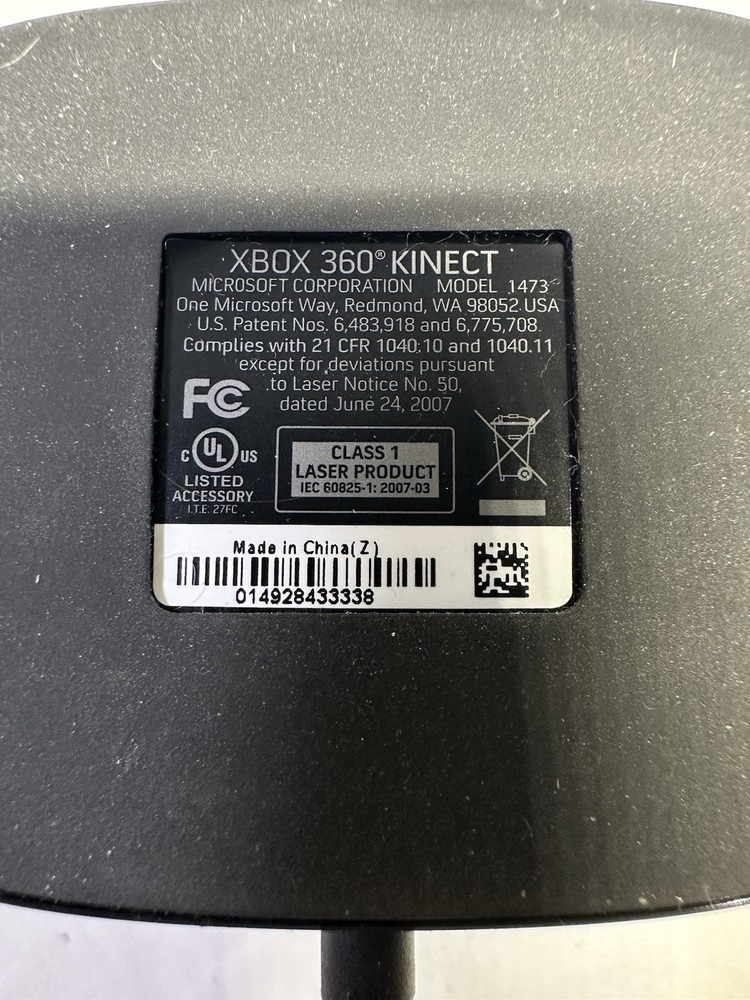 XBOX 360® KINECT
MICROSOFT CORPORATION MODEL 1473
One Microsoft Way, Redmond, WA 98052 USA
U.S. Patent Nos. 6,483,918 and 6,775,708
Complies with 21 CFR 1040.10 and 1040.11
except for deviations pursuant
to Laser Notice No. 50,
dated June 24, 2007
FC
C UL US
LISTED
ACCESSORY
I.T.E. 27FC
CLASS 1
LASER PRODUCT
IEC 60825-1: 2007-03
Made in China(Z)
014928433338